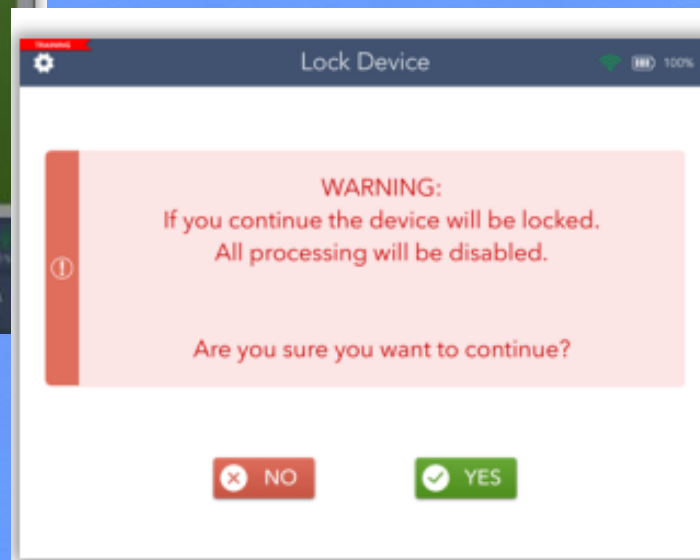 TRAINING
Lock Device
100%
WARNING:
If you continue the device will be locked.
All processing will be disabled.
Are you sure you want to continue?
NO
YES